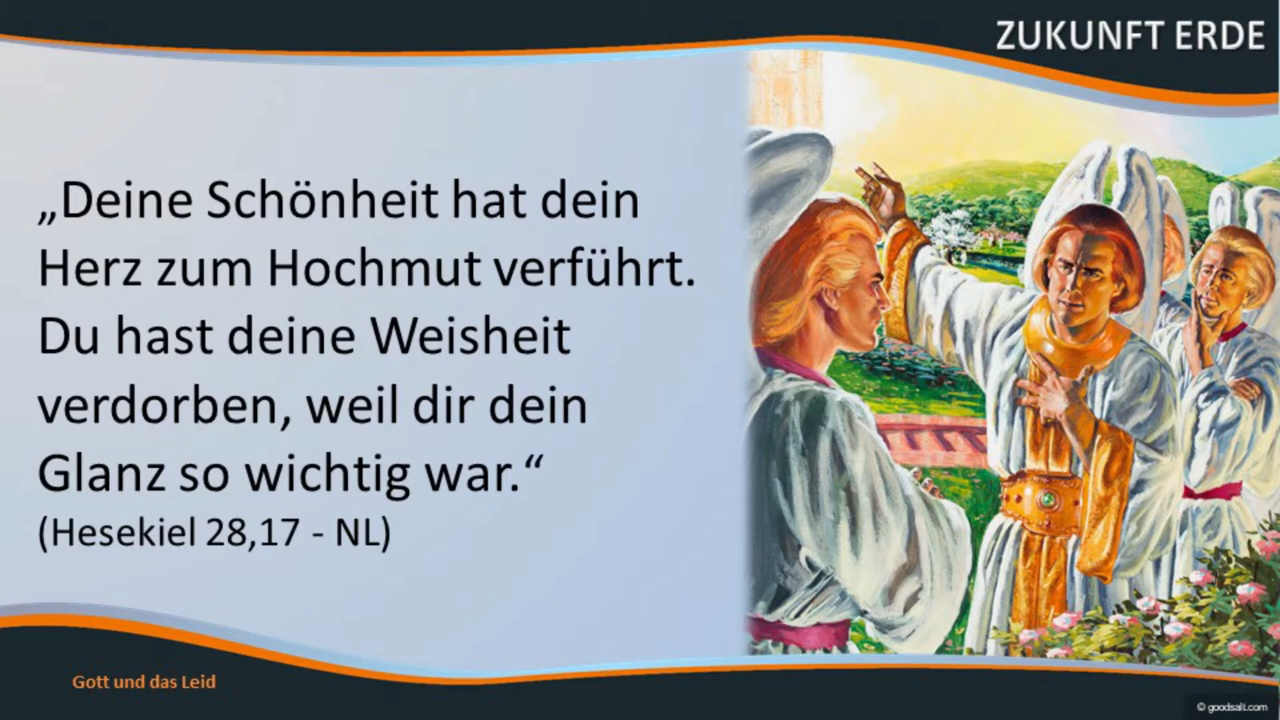 ZUKUNFT ERDE
„Deine Schönheit hat dein
Herz zum Hochmut verführt.
Du hast deine Weisheit
verdorben, weil dir dein
Glanz so wichtig war.“
(Hesekiel 28,17 - NL)
Gott und das Leid
© goodsalt.com